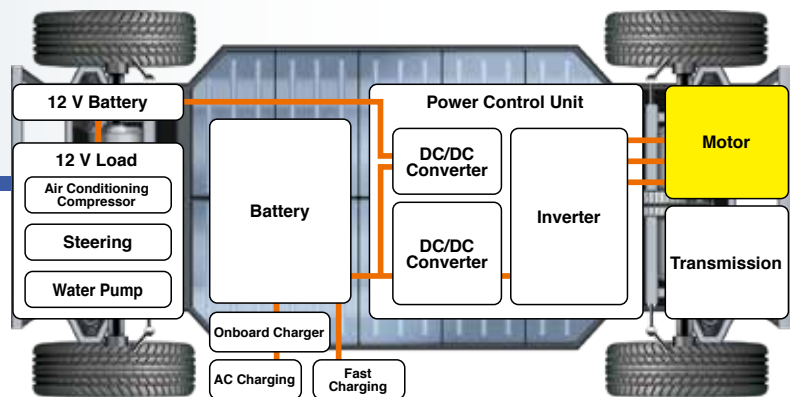 12 V Battery
12 V Load
Air Conditioning
Compressor
Steering
Water Pump
Battery
Onboard Charger
AC Charging
Fast
Charging
Power Control Unit
DC/DC
Converter
DC/DC
Converter
Inverter
Motor
Transmission